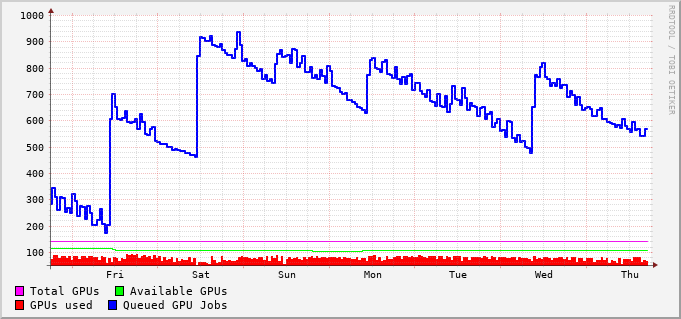 1000
900
800
700
600
500
400
300
200
100
Fri Sat Sun Mon Tue Wed Thu
Total GPUs Available GPUs
GPUs used Queued GPU Jobs
RRDTOOL / TOBI OETIKER